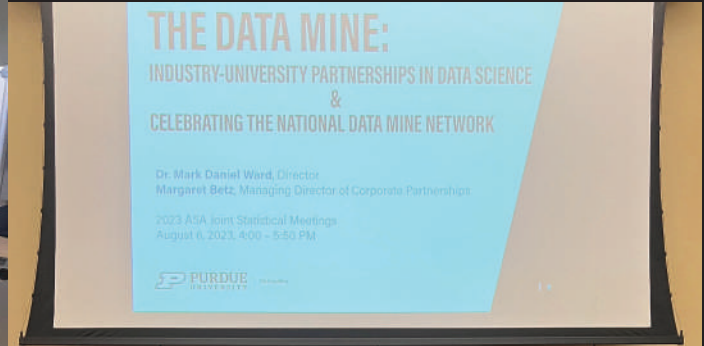 THE DATA MINE:
INDUSTRY-UNIVERSITY PARTNERSHIPS IN DATA SCIENCE
&
CELEBRATING THE NATIONAL DATA MINE NETWORK
Dr. Mark Daniel Ward, Director
Margaret Betz, Managing Director of Corporate Partnerships
2023 ASA Joint Statistical Meetings
August 6, 2023, 4:00 – 5:50 PM
PURDUE
UNIVERSITY